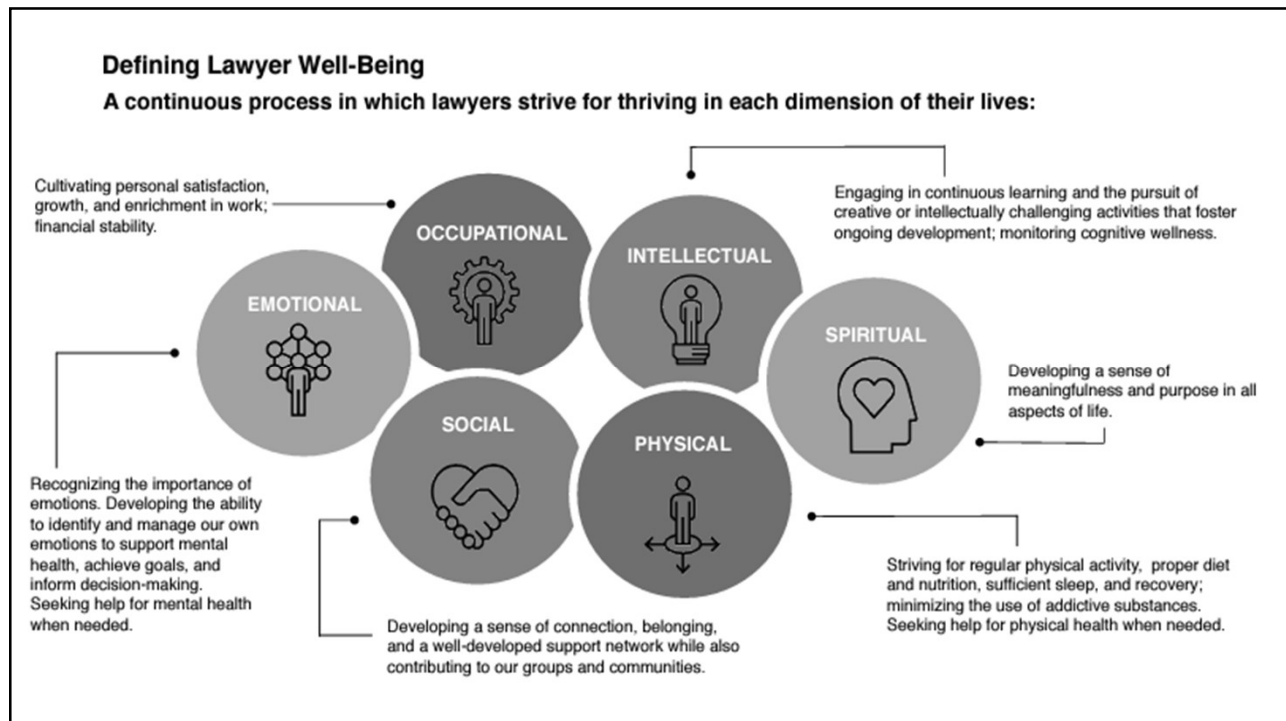 Defining Lawyer Well-Being
A continuous process in which lawyers strive for thriving in each dimension of their lives:
Cultivating personal satisfaction,
growth, and enrichment in work;
financial stability.
OCCUPATIONAL
INTELLECTUAL
Engaging in continuous learning and the pursuit of
creative or intellectually challenging activities that foster
ongoing development; monitoring cognitive wellness.
EMOTIONAL
SPIRITUAL
Developing a sense of
meaningfulness and purpose in all
aspects of life.
SOCIAL
PHYSICAL
Recognizing the importance of
emotions. Developing the ability
to identify and manage our own
emotions to support mental
health, achieve goals, and
inform decision-making.
Seeking help for mental health
when needed.
Developing a sense of connection, belonging,
and a well-developed support network while also
contributing to our groups and communities.
Striving for regular physical activity, proper diet
and nutrition, sufficient sleep, and recovery;
minimizing the use of addictive substances.
Seeking help for physical health when needed.